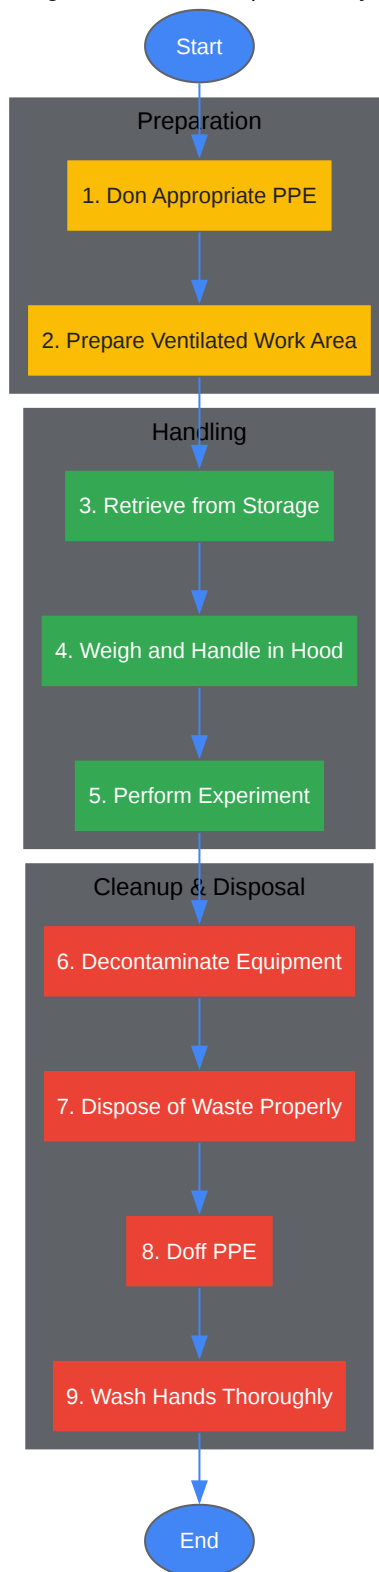 Start
Preparation
1. Don Appropriate PPE
2. Prepare Ventilated Work Area
Handling
3. Retrieve from Storage
4. Weigh and Handle in Hood
5. Perform Experiment
Cleanup & Disposal
6. Decontaminate Equipment
7. Dispose of Waste Properly
8. Doff PPE
9. Wash Hands Thoroughly
End